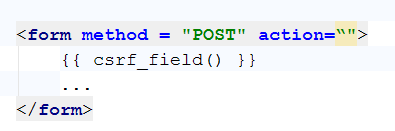 <form method = "POST" action=“">
{{ csrf_field() }}
...
</form>